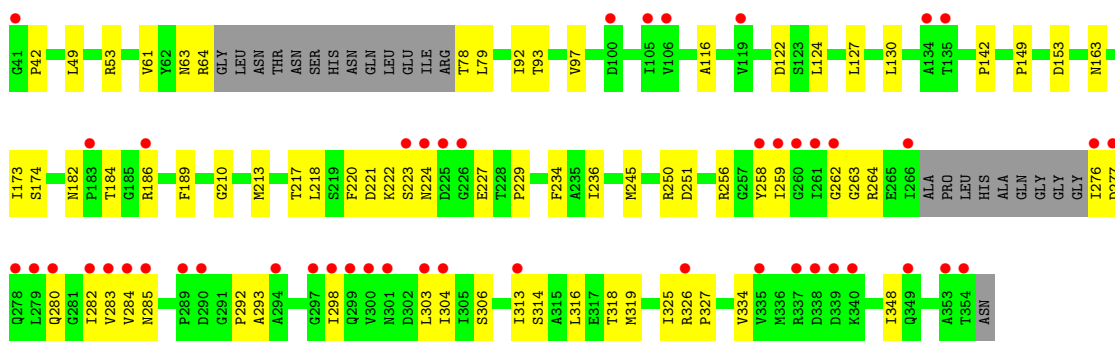 G41 P42 L49 R53 V61 Y62 N63 R64 GLY LEU ASN THR ASN SER HIS ASN GLN LEU GLU ILE ARG T78 L79 I92 T93 V97 D100 I105 V106 A116 V119 D122 S123 L124 L127 L130 A134 T135 P142 P149 D153 N163
I173 S174 N182 P183 T184 G185 R186 F189 G210 M213 T217 L218 S219 F220 D221 K222 S223 N224 D225 G226 E227 T228 P229 F234 A235 I236 M245 R250 D251 R256 G257 Y258 I259 G260 I261 G262 G263 R264 E265 I266 ALA PRO LEU HIS ALA GLN GLY GLY GLY I276
Q278 L279 Q280 G281 I282 V283 V284 N285 P289 D290 G291 P292 A293 A294 G297 I298 Q299 V300 N301 D302 L303 I304 I305 S306 I313 S314 A315 L316 E317 T318 M319 I325 R326 P327 V334 V335 M336 R337 D338 D339 K340 I348 Q349 A353 T354 ASN